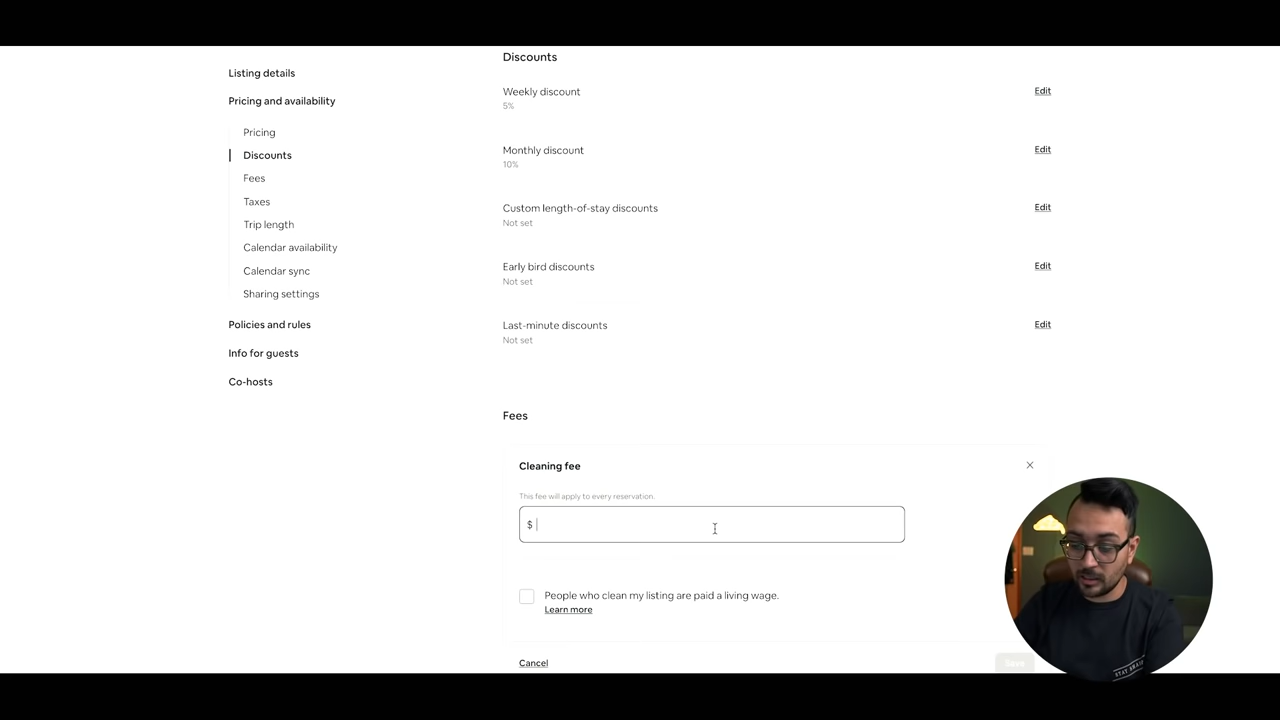 Listing details
Pricing and availability
Pricing
Discounts
Fees
Taxes
Trip length
Calendar availability
Calendar sync
Sharing settings
Policies and rules
Info for guests
Co-hosts
Discounts
Weekly discount
Edit
5%
Monthly discount
Edit
10%
Custom length-of-stay discounts
Edit
Not set
Early bird discounts
Edit
Not set
Last-minute discounts
Edit
Not set
Fees
Cleaning fee
This fee will apply to every reservation.
$
People who clean my listing are paid a living wage.
Learn more
Cancel
Save